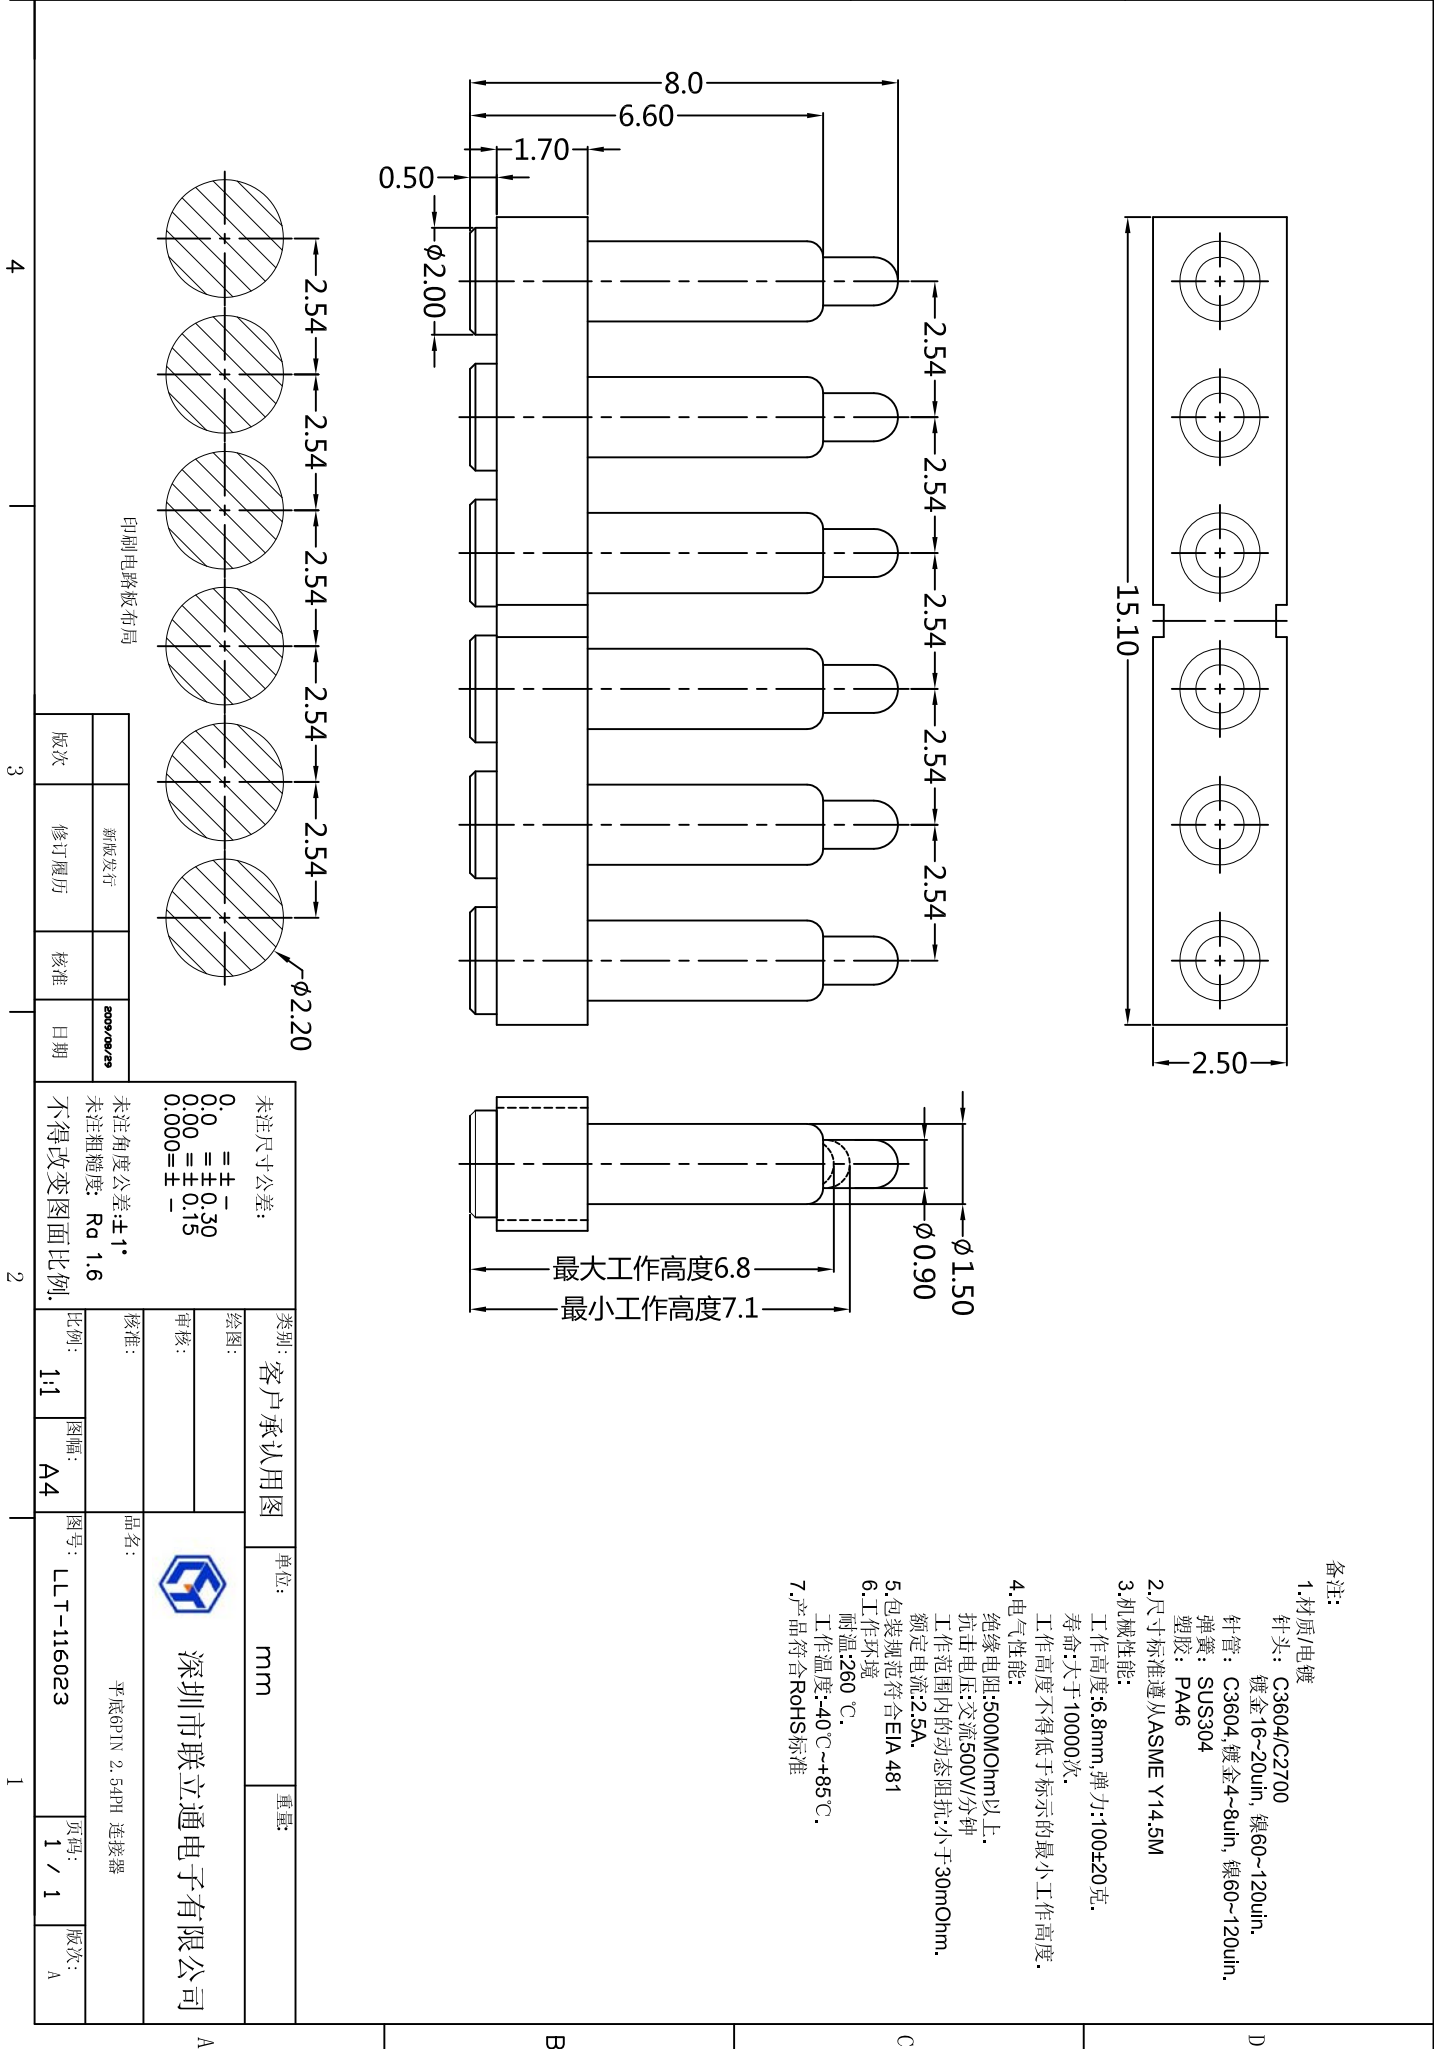 8.0
6.60
1.70
0.50
⌀2.00
2.54
2.54
2.54
2.54
2.54
15.10
2.50
2.54
2.54
2.54
2.54
2.54
⌀2.20
印刷电路板布局
⌀1.50
⌀0.90
最大工作高度6.8
最小工作高度7.1
备注:
1.材质/电镀
针头: C3604/C2700
镀金16~20uin, 镍60~120uin.
针管: C3604,镀金4~8uin, 镍60~120uin.
弹簧: SUS304
塑胶: PA46
2.尺寸标准遵从ASME Y14.5M
3.机械性能:
工作高度:6.8mm,弹力:100±20克.
寿命:大于10000次.
工作高度不得低于标示的最小工作高度.
4.电气性能:
绝缘电阻:500MOhm以上.
抗击电压:交流500V/分钟
工作范围内的动态阻抗:小于30mOhm.
额定电流:2.5A.
5.包装规范符合EIA 481
6.工作环境
耐温:260 ℃.
工作温度:-40℃~+85℃.
7.产品符合RoHS标准
新版发行 2009/08/29
版次 修订履历 核准 日期
未注尺寸公差:
0. =±-
0.0 =±0.30
0.00 =±0.15
0.000=±-
未注角度公差:±1°
未注粗糙度: Ra 1.6
不得改变图面比例.
类别: 客户承认用图
单位: mm
重量:
绘图:
审核:
核准:
深圳市联立通电子有限公司
品名: 平底6PIN 2.54PH 连接器
比例: 1:1
图幅: A4
图号: LLT-116023
页码: 1 / 1
版次: A
4
3
2
1
A
B
C
D